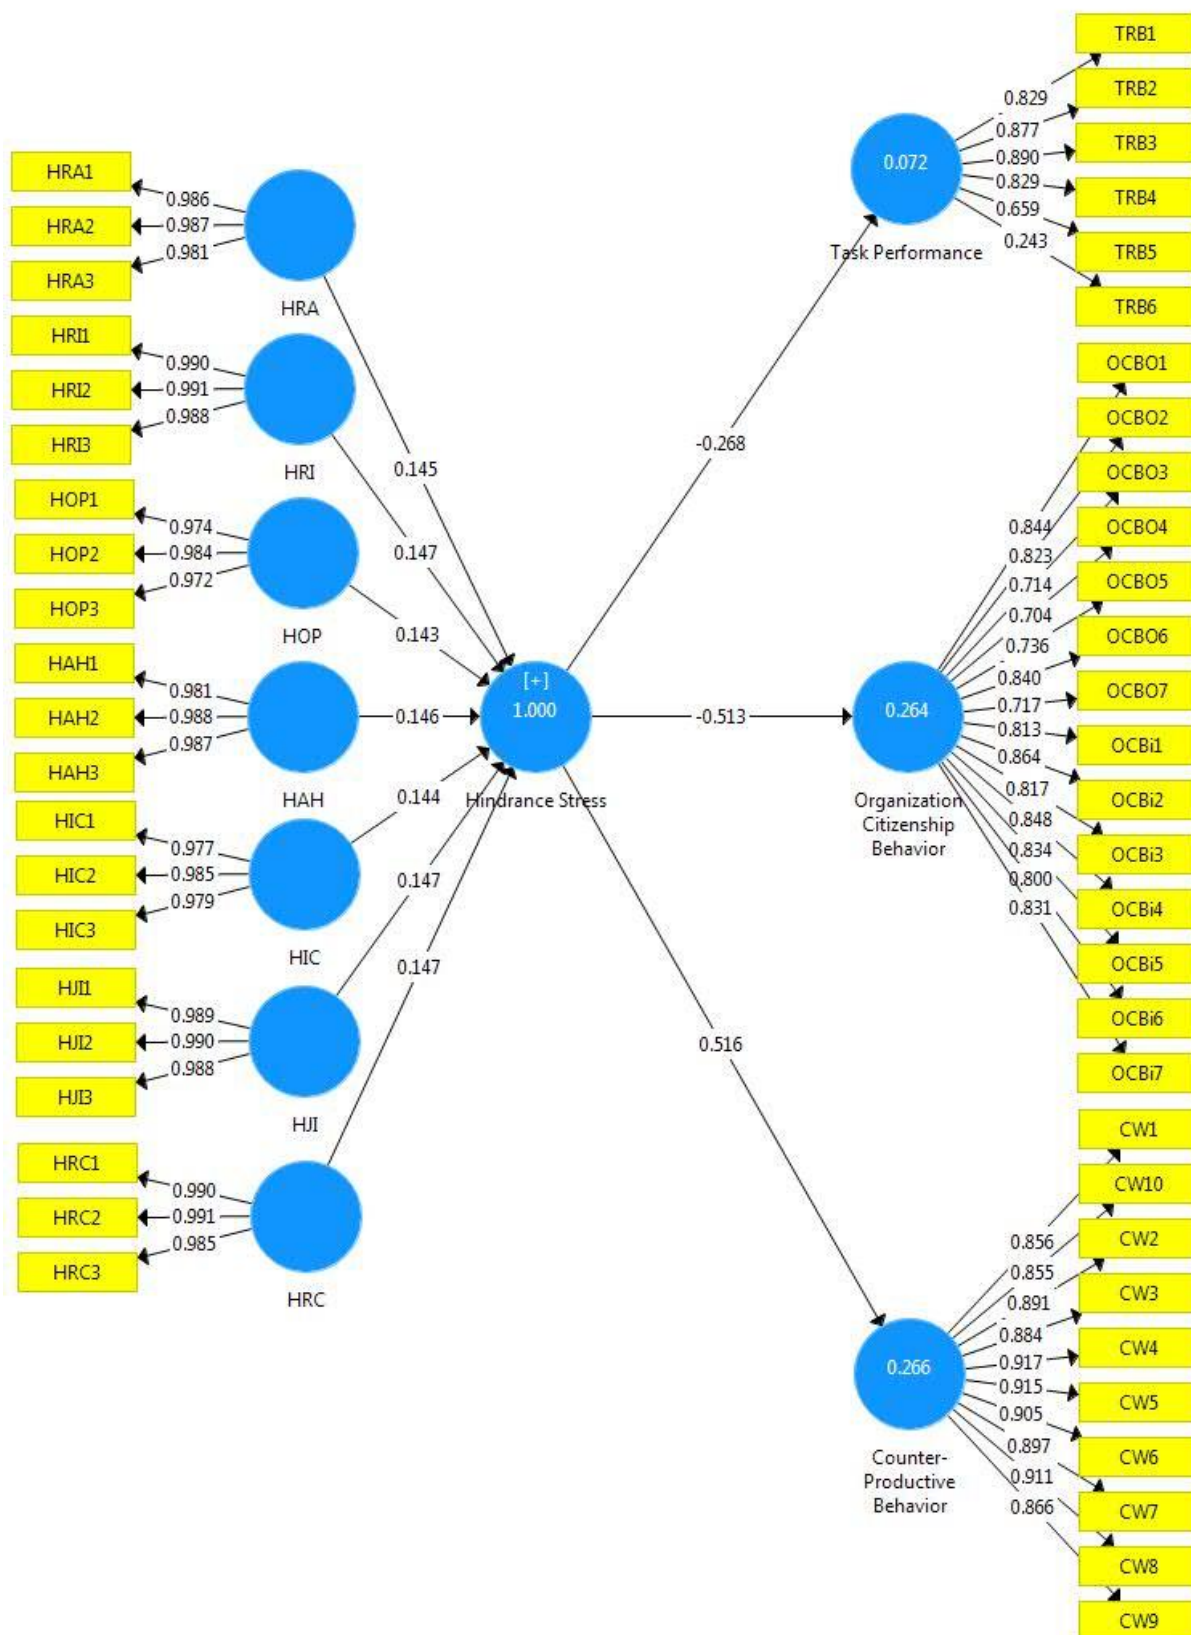 HRA1
HRA2
HRA3
0.986
0.987
0.981
HRA
HRI1
HRI2
HRI3
0.990
0.991
0.988
HRI
HOP1
HOP2
HOP3
0.974
0.984
0.972
HOP
HAH1
HAH2
HAH3
0.981
0.988
0.987
HAH
HIC1
HIC2
HIC3
0.977
0.985
0.979
HIC
HJI1
HJI2
HJI3
0.989
0.990
0.988
HJI
HRC1
HRC2
HRC3
0.990
0.991
0.985
HRC
0.145
0.147
0.143
0.146
0.144
0.147
0.147
[+]
1.000
Hindrance Stress
-0.268
-0.513
0.516
0.072
Task Performance
0.829
0.877
0.890
0.829
0.659
0.243
TRB1
TRB2
TRB3
TRB4
TRB5
TRB6
0.264
Organization
Citizenship
Behavior
0.844
0.823
0.714
0.704
0.736
0.840
0.717
0.813
0.864
0.817
0.848
0.834
0.800
0.831
OCBO1
OCBO2
OCBO3
OCBO4
OCBO5
OCBO6
OCBO7
OCBi1
OCBi2
OCBi3
OCBi4
OCBi5
OCBi6
OCBi7
0.266
Counter-
Productive
Behavior
0.856
0.855
0.891
0.884
0.917
0.915
0.905
0.897
0.911
0.866
CW1
CW10
CW2
CW3
CW4
CW5
CW6
CW7
CW8
CW9